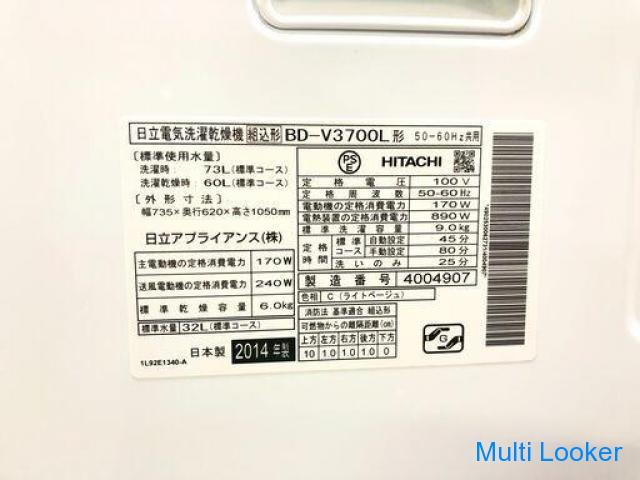 日立電気洗濯乾燥機 組込形 BD-V3700L形 50-60Hz共用
〔標準使用水量〕
洗濯時： 73L(標準コース)
洗濯乾燥時：60L(標準コース)
〔外形寸法〕
幅735×奥行620×高さ1050mm
日立アプライアンス(株)
主電動機の定格消費電力 170W
送風電動機の定格消費電力 240W
標準乾燥容量 6.0kg
標準水量 32L(標準コース)
日本製 2014年製
1L92E1340-A
PS
E
HITACHI
定格電圧 100V
定格周波数 50-60Hz
電動機の定格消費電力 170W
電熱装置の定格消費電力 890W
標準洗濯容量 9.0kg
定格時間 標準コース 自動設定 45分
手動設定 80分
洗いのみ 25分
製造番号 4004907
色相 C(ライトベージュ)
消防法 基準適合 組込形
可燃物からの離隔距離(cm)
上方 左方 右方 後方 下方
10 1.0 1.0 1.0 0
G
Multi Looker